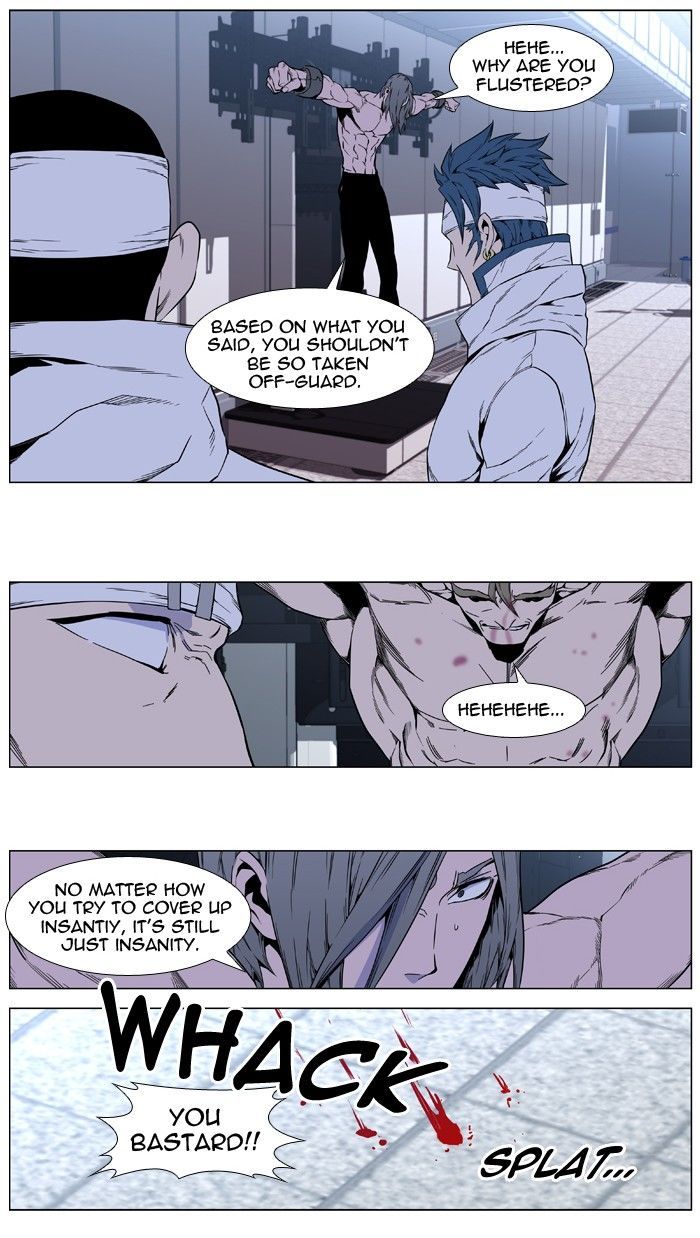 HEHE...
WHY ARE YOU
FLUSTERED?
BASED ON WHAT YOU
SAID, YOU SHOULDN'T
BE SO TAKEN
OFF-GUARD.
HEHEHEHE...
NO MATTER HOW
YOU TRY TO COVER UP
INSANTIY, IT'S STILL
JUST INSANITY.
WHACK
YOU
BASTARD!!
SPLAT...